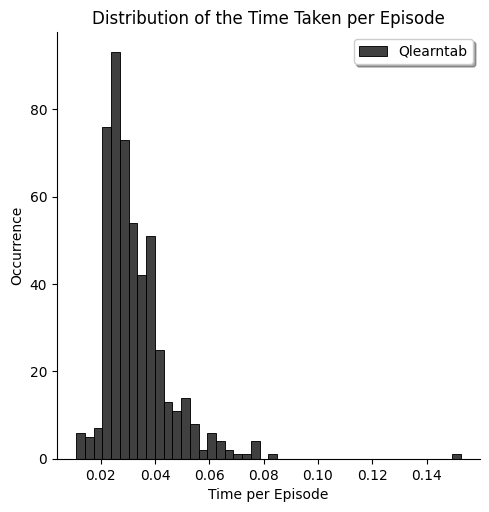 Distribution of the Time Taken per Episode
Qlearntab
Occurrence
80
60
40
20
0
0.02 0.04 0.06 0.08 0.10 0.12 0.14
Time per Episode